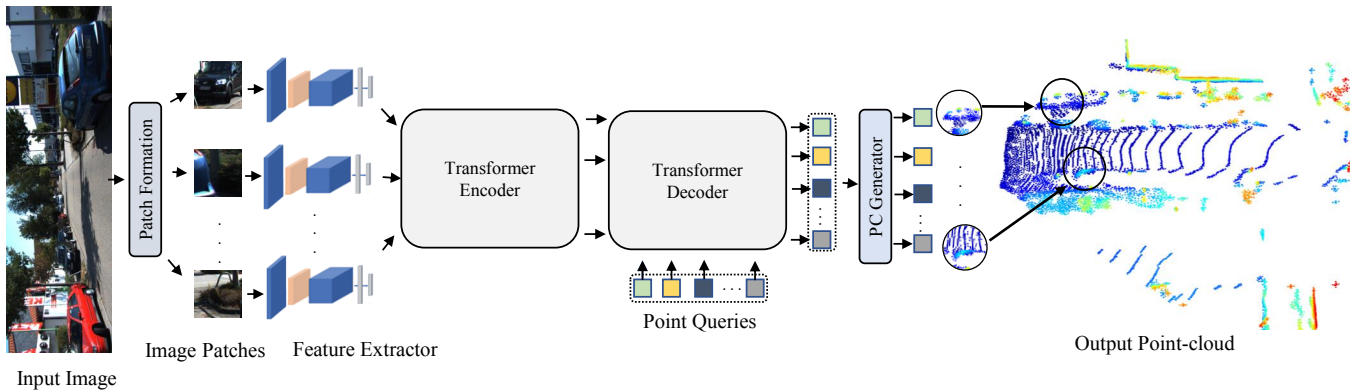 Input Image
Patch Formation
Image Patches
Feature Extractor
Transformer
Encoder
Transformer
Decoder
Point Queries
PC Generator
Output Point-cloud